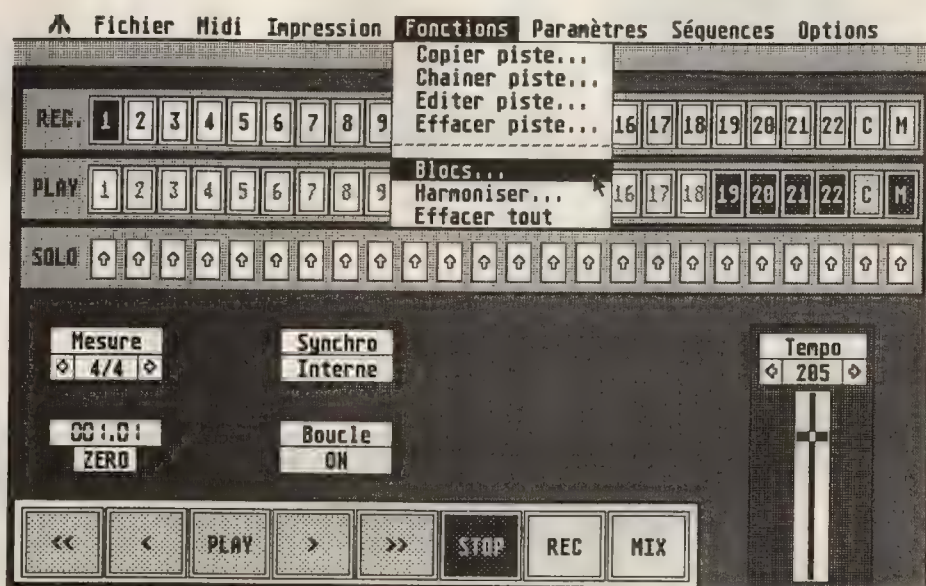 Fichier Midi Impression Fonctions Paramètres Séquences Options
Copier piste...
Chainer piste...
Editer piste...
Effacer piste...
Blocs...
Harmoniser...
Effacer tout
REC. 1 2 3 4 5 6 7 8 9 16 17 18 19 20 21 22 C M
PLAY 1 2 3 4 5 6 7 8 9 16 17 18 19 20 21 22 C M
SOLO
Mesure
4/4
Synchro
Interne
Tempo
205
001.01
ZERO
Boucle
ON
<< < PLAY > >> STOP REC MIX